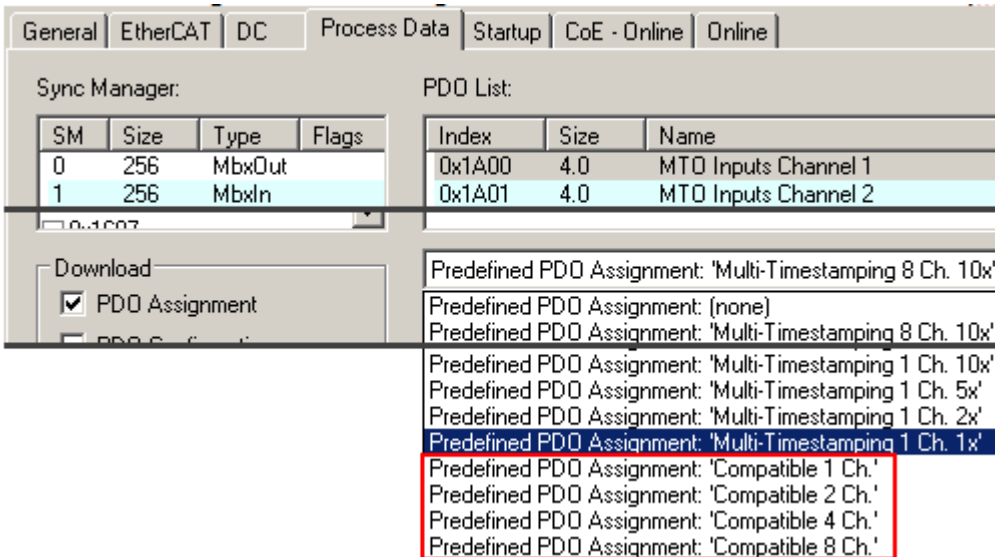 General EtherCAT DC Process Data Startup CoE - Online Online
Sync Manager: PDO List:
SM Size Type Flags Index Size Name
0 256 MbxOut 0x1A00 4.0 MTO Inputs Channel 1
1 256 MbxIn 0x1A01 4.0 MTO Inputs Channel 2
Download Predefined PDO Assignment: 'Multi-Timestamping 8 Ch. 10x'
PDO Assignment Predefined PDO Assignment: (none)
Predefined PDO Assignment: 'Multi-Timestamping 8 Ch. 10x'
Predefined PDO Assignment: 'Multi-Timestamping 1 Ch. 10x'
Predefined PDO Assignment: 'Multi-Timestamping 1 Ch. 5x'
Predefined PDO Assignment: 'Multi-Timestamping 1 Ch. 2x'
Predefined PDO Assignment: 'Multi-Timestamping 1 Ch. 1x'
Predefined PDO Assignment: 'Compatible 1 Ch.'
Predefined PDO Assignment: 'Compatible 2 Ch.'
Predefined PDO Assignment: 'Compatible 4 Ch.'
Predefined PDO Assignment: 'Compatible 8 Ch.'